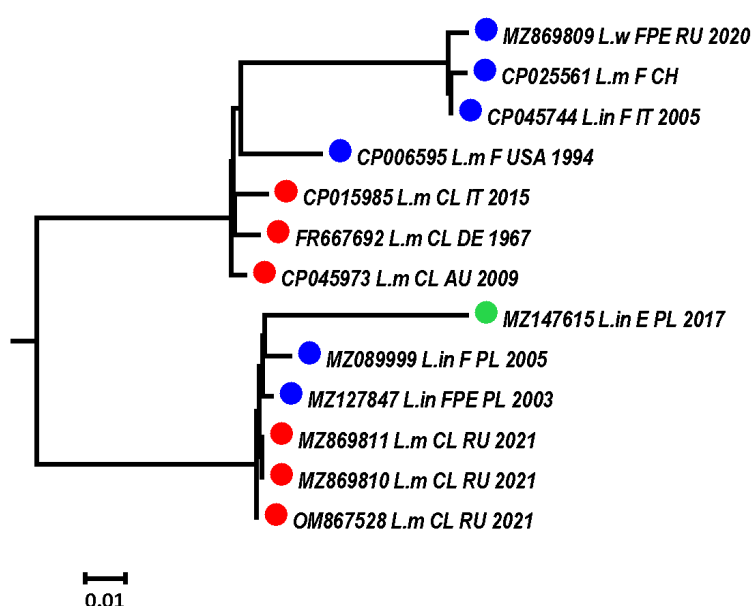 MZ869809 L.w FPE RU 2020
CP025561 L.m F CH
CP045744 L.in F IT 2005
CP006595 L.m F USA 1994
CP015985 L.m CL IT 2015
FR667692 L.m CL DE 1967
CP045973 L.m CL AU 2009
MZ147615 L.in E PL 2017
MZ089999 L.in F PL 2005
MZ127847 L.in FPE PL 2003
MZ869811 L.m CL RU 2021
MZ869810 L.m CL RU 2021
OM867528 L.m CL RU 2021
0.01